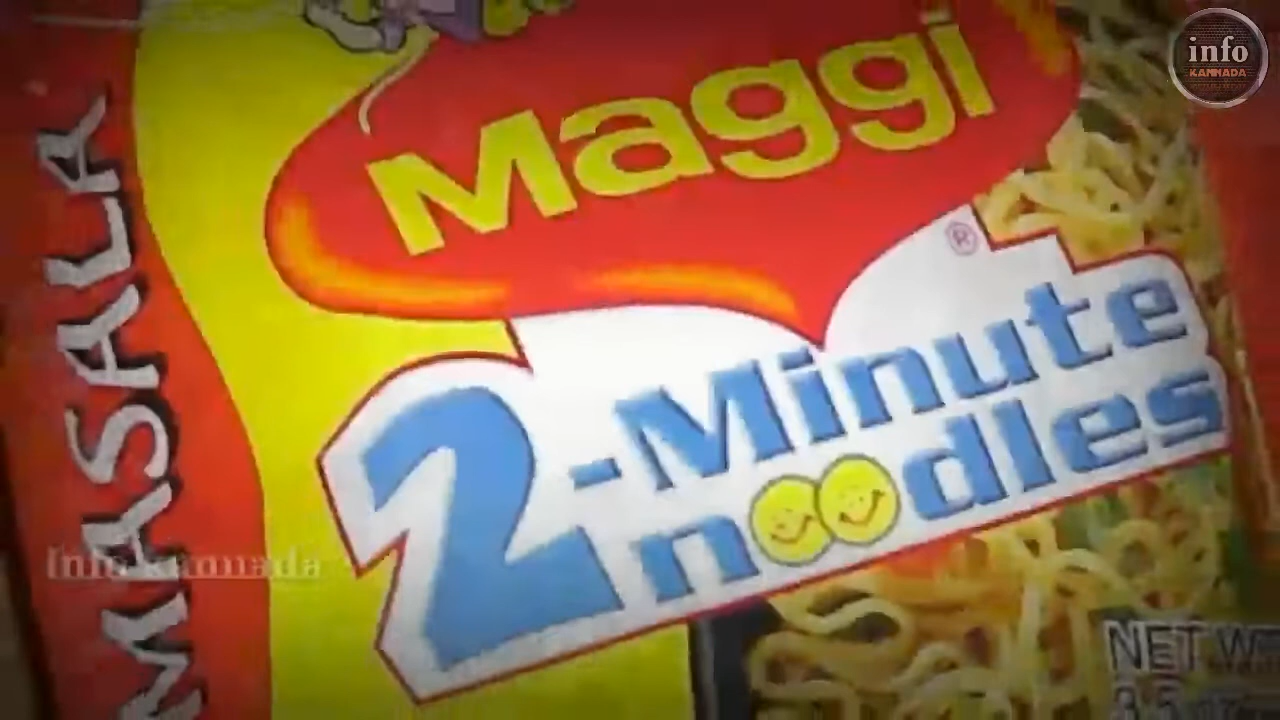 info
KANNADA
Maggi
®
2-Minute
noodles
MASALA
Info kannada
NET